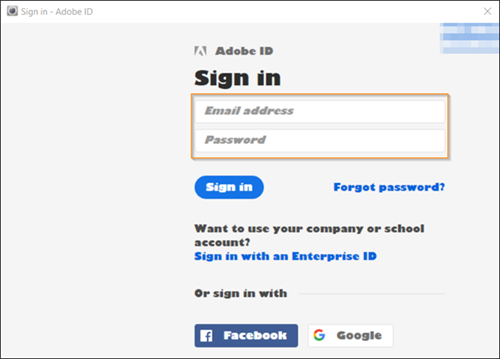 Sign in - Adobe ID
Adobe ID
Sign in
Email address
Password
Sign in
Forgot password?
Want to use your company or school
account?
Sign in with an Enterprise ID
Or sign in with
Facebook
Google